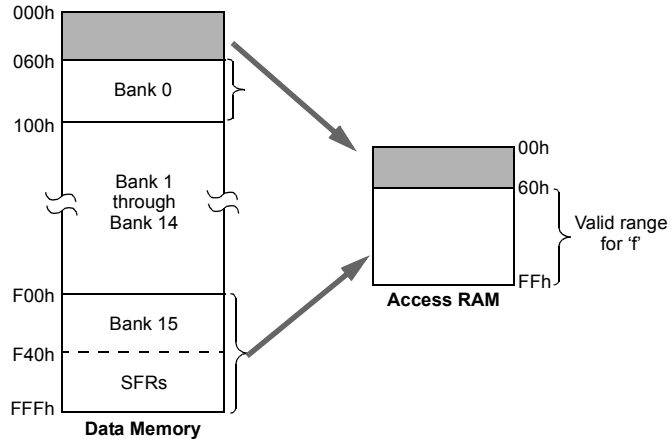 000h
060h
Bank 0
100h
Bank 1
through
Bank 14
F00h
Bank 15
F40h
SFRs
FFFh
Data Memory
00h
60h
Valid range
for ‘f’
FFh
Access RAM